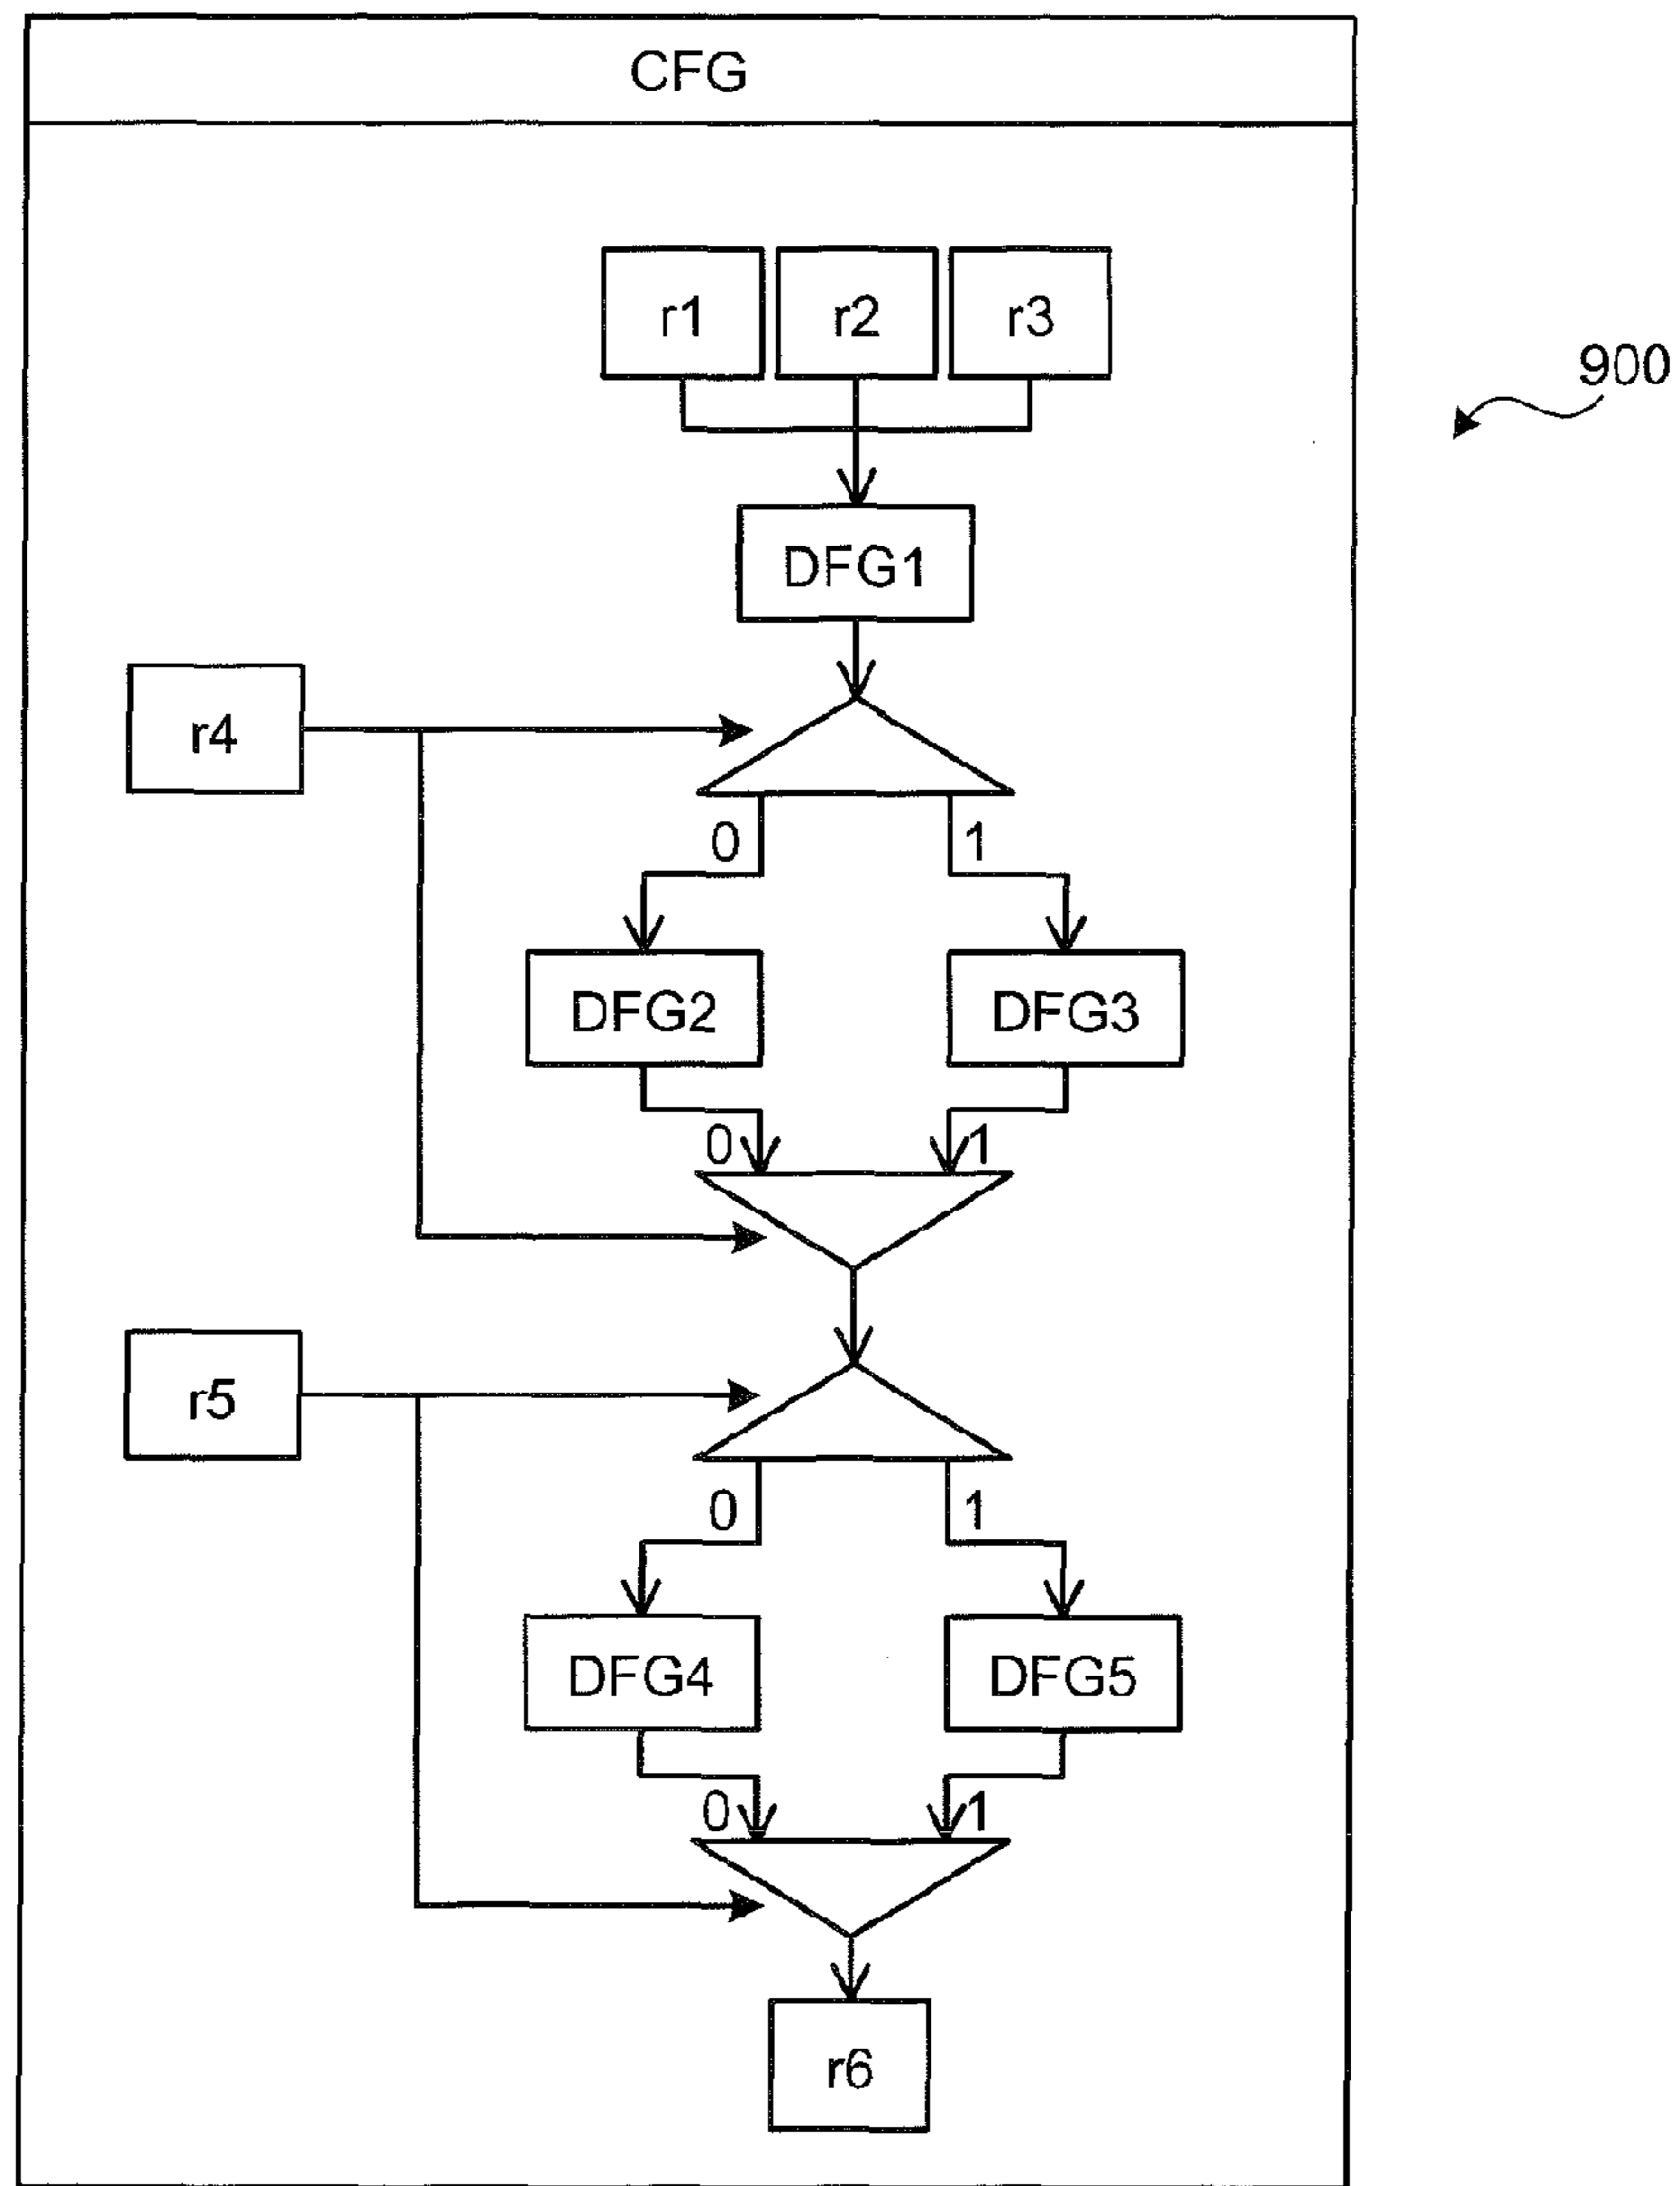 CFG
r1 r2 r3
900
DFG1
r4
0 1
DFG2 DFG3
0 1
r5
0 1
DFG4 DFG5
0 1
r6